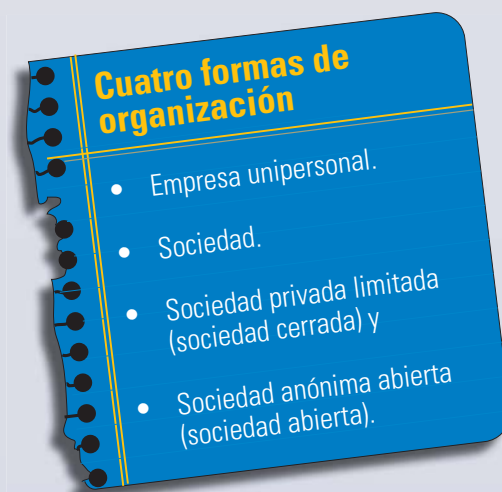 Cuatro formas de
organización
• Empresa unipersonal.
• Sociedad.
• Sociedad privada limitada
(sociedad cerrada) y
• Sociedad anónima abierta
(sociedad abierta).